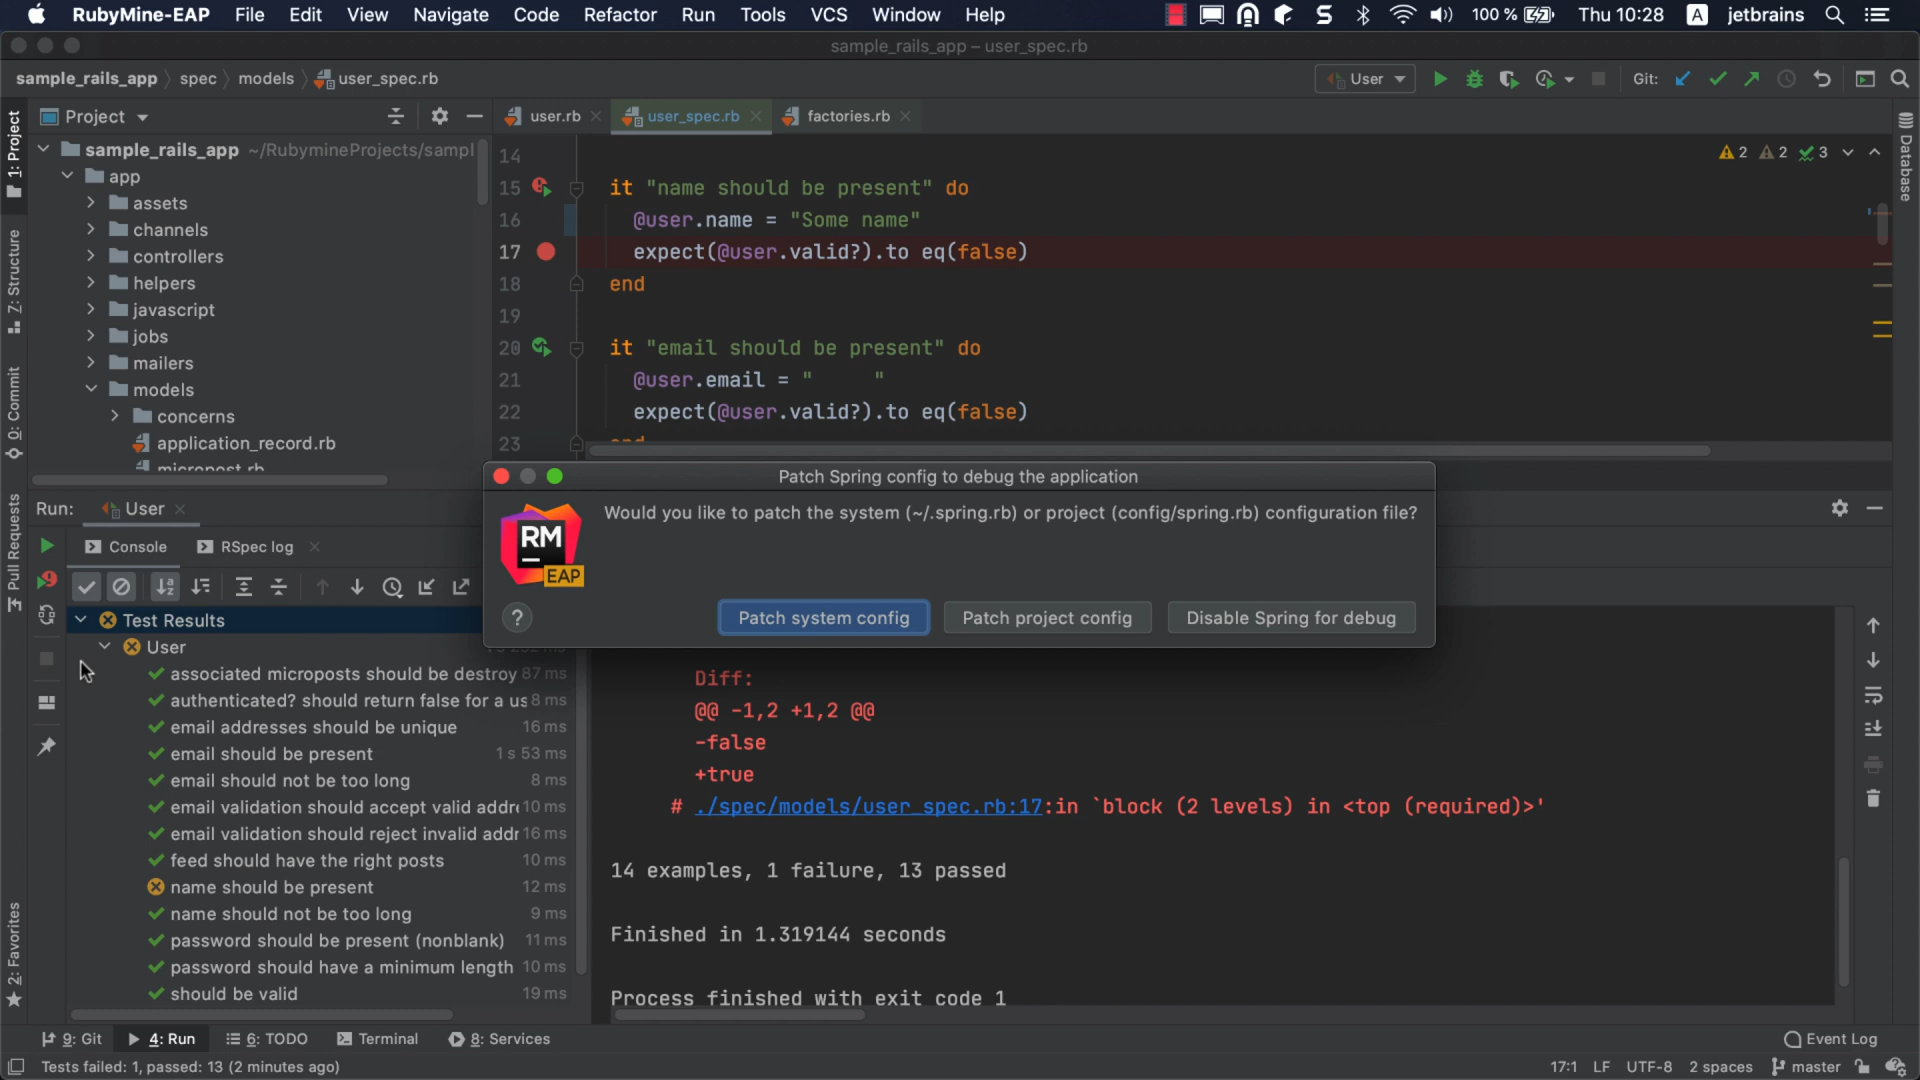 RubyMine-EAP File Edit View Navigate Code Refactor Run Tools VCS Window Help 100 % Thu 10:28 A jetbrains
sample_rails_app – user_spec.rb
sample_rails_app spec models user_spec.rb User Git:
1: Project
Z: Structure
0: Commit
Pull Requests
2: Favorites
Database
Project
user.rb user_spec.rb factories.rb
sample_rails_app ~/RubymineProjects/sampl
app
assets
channels
controllers
helpers
javascript
jobs
mailers
models
concerns
application_record.rb
micropost.rb
2 2 3
14
15 it "name should be present" do
16 @user.name = "Some name"
17 expect(@user.valid?).to eq(false)
18 end
19
20 it "email should be present" do
21 @user.email = "     "
22 expect(@user.valid?).to eq(false)
23 end
Patch Spring config to debug the application
Would you like to patch the system (~/.spring.rb) or project (config/spring.rb) configuration file?
RM
EAP
? Patch system config Patch project config Disable Spring for debug
Run: User
Console RSpec log
Test Results
User
associated microposts should be destroy 87 ms
authenticated? should return false for a us 8 ms
email addresses should be unique 16 ms
email should be present 1 s 53 ms
email should not be too long 8 ms
email validation should accept valid addre 10 ms
email validation should reject invalid addr 16 ms
feed should have the right posts 10 ms
name should be present 12 ms
name should not be too long 9 ms
password should be present (nonblank) 11 ms
password should have a minimum length 10 ms
should be valid 19 ms
Diff:
@@ -1,2 +1,2 @@
-false
+true
# ./spec/models/user_spec.rb:17:in `block (2 levels) in <top (required)>'
14 examples, 1 failure, 13 passed
Finished in 1.319144 seconds
Process finished with exit code 1
9: Git 4: Run 6: TODO Terminal 8: Services Event Log
Tests failed: 1, passed: 13 (2 minutes ago) 17:1 LF UTF-8 2 spaces master